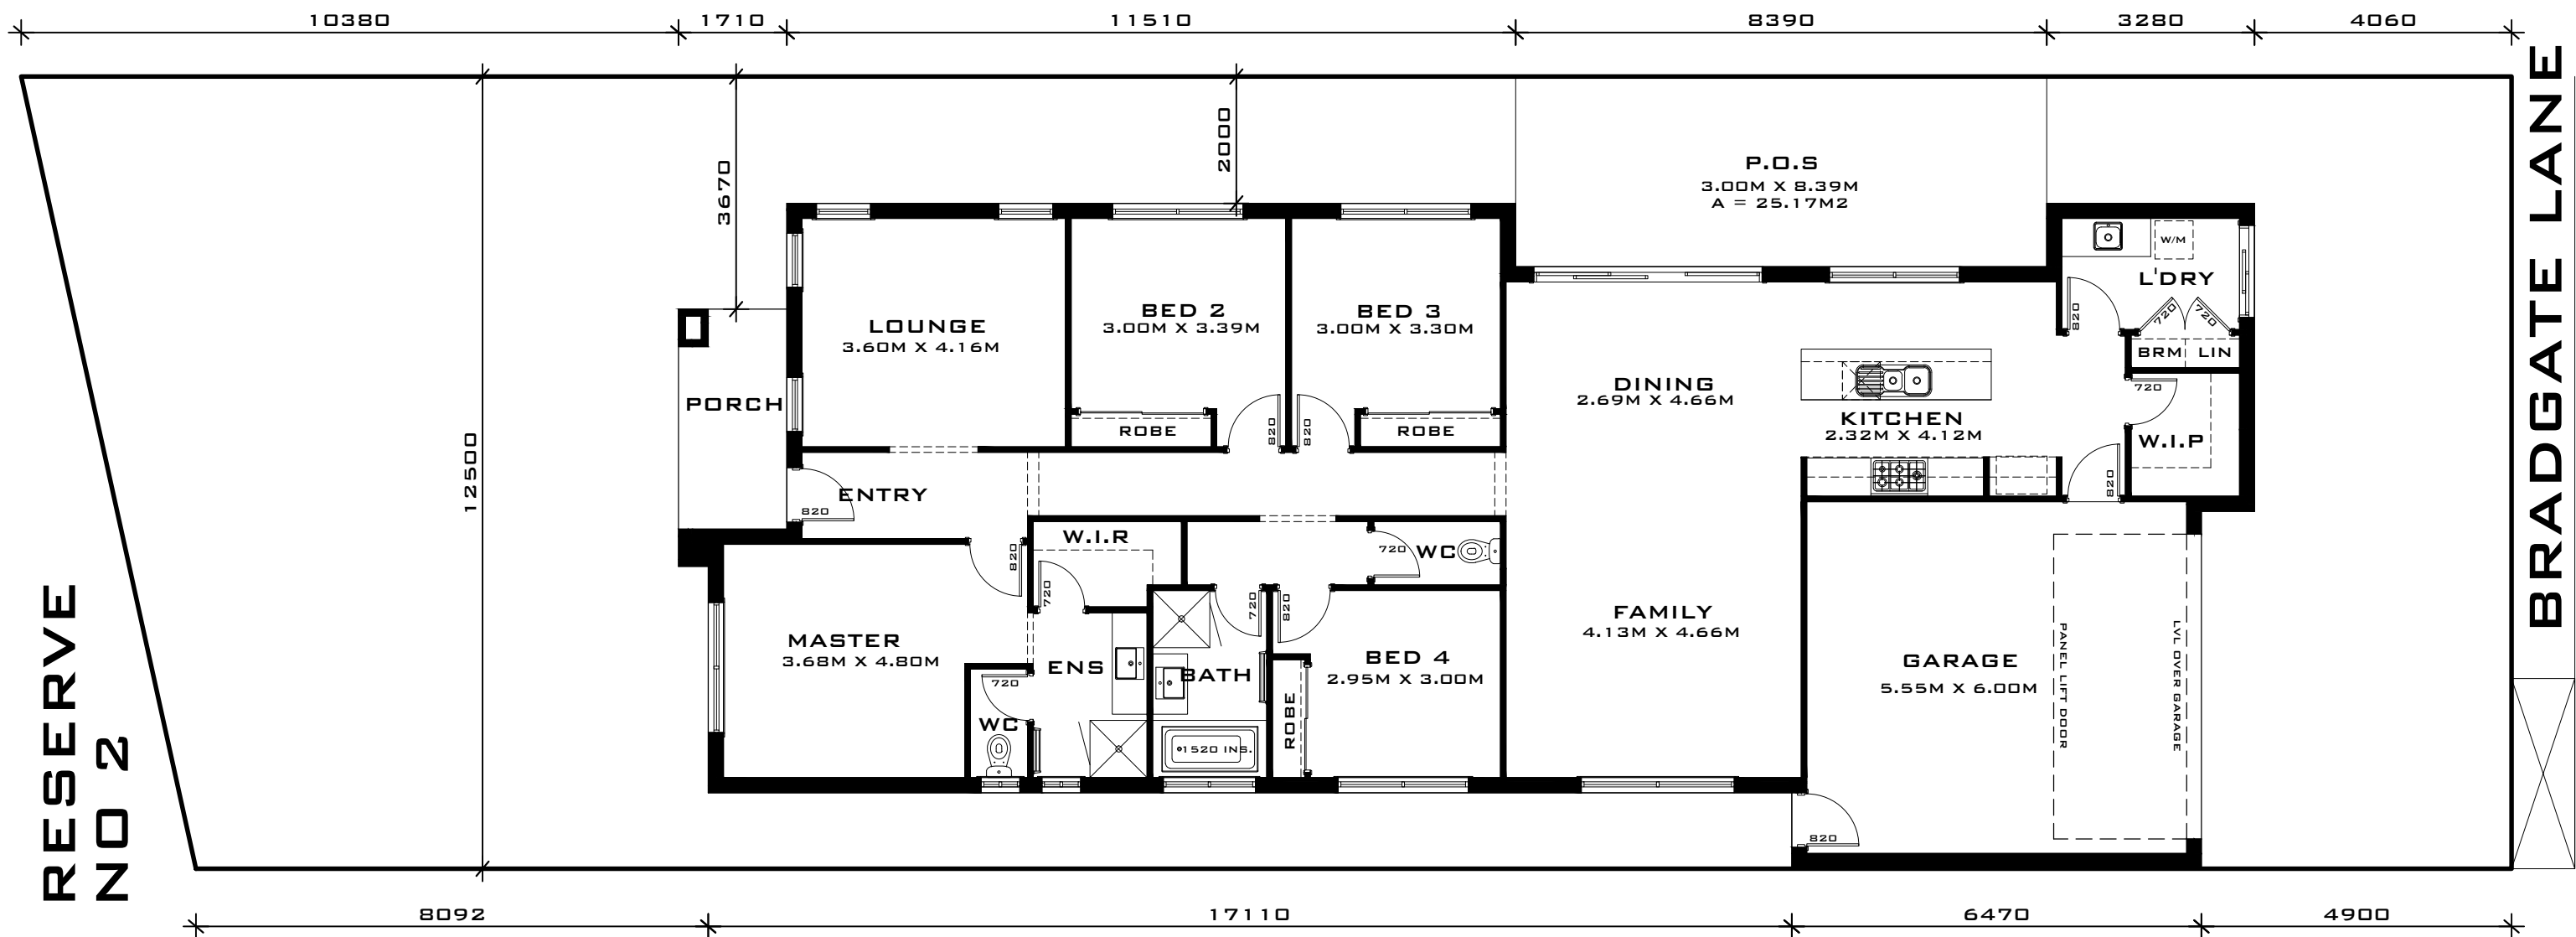 10380
1710
11510
8390
3280
4060
3670
2000
12500
P.O.S
3.00M X 8.39M
A = 25.17M2
BRADGATE LANE
RESERVE
NO 2
PORCH
LOUNGE
3.60M X 4.16M
BED 2
3.00M X 3.39M
ROBE
820
BED 3
3.00M X 3.30M
ROBE
820
DINING
2.69M X 4.66M
KITCHEN
2.32M X 4.12M
W/M
L'DRY
820
720
720
BRM
LIN
720
W.I.P
820
ENTRY
820
W.I.R
820
720
720
WC
MASTER
3.68M X 4.80M
720
WC
ENS
BATH
720
1520 INS.
820
BED 4
2.95M X 3.00M
ROBE
FAMILY
4.13M X 4.66M
GARAGE
5.55M X 6.00M
PANEL LIFT DOOR
LVL OVER GARAGE
820
8092
17110
6470
4900